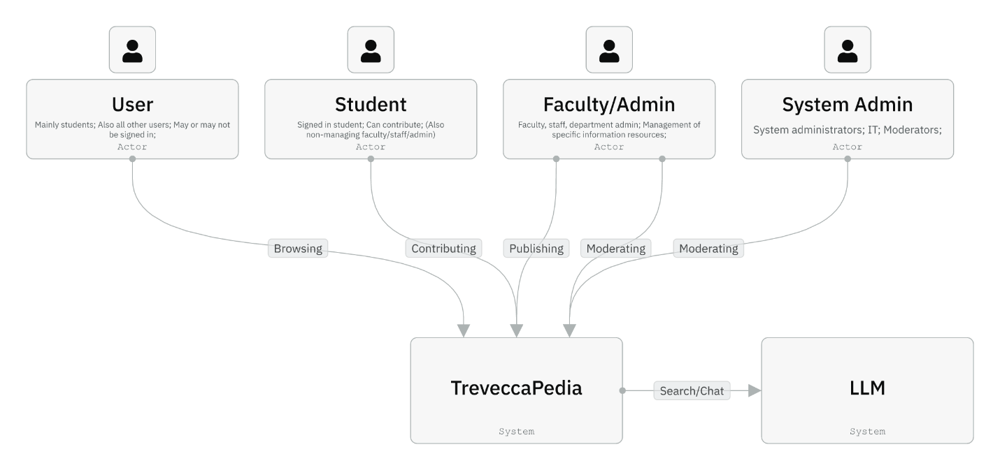 User
Mainly students; Also all other users; May or may not
be signed in;
Actor
Student
Signed in student; Can contribute; (Also
non-managing faculty/staff/admin)
Actor
Faculty/Admin
Faculty, staff, department admin; Management of
specific information resources;
Actor
System Admin
System administrators; IT; Moderators;
Actor
Browsing
Contributing
Publishing
Moderating
Moderating
TreveccaPedia
System
Search/Chat
LLM
System